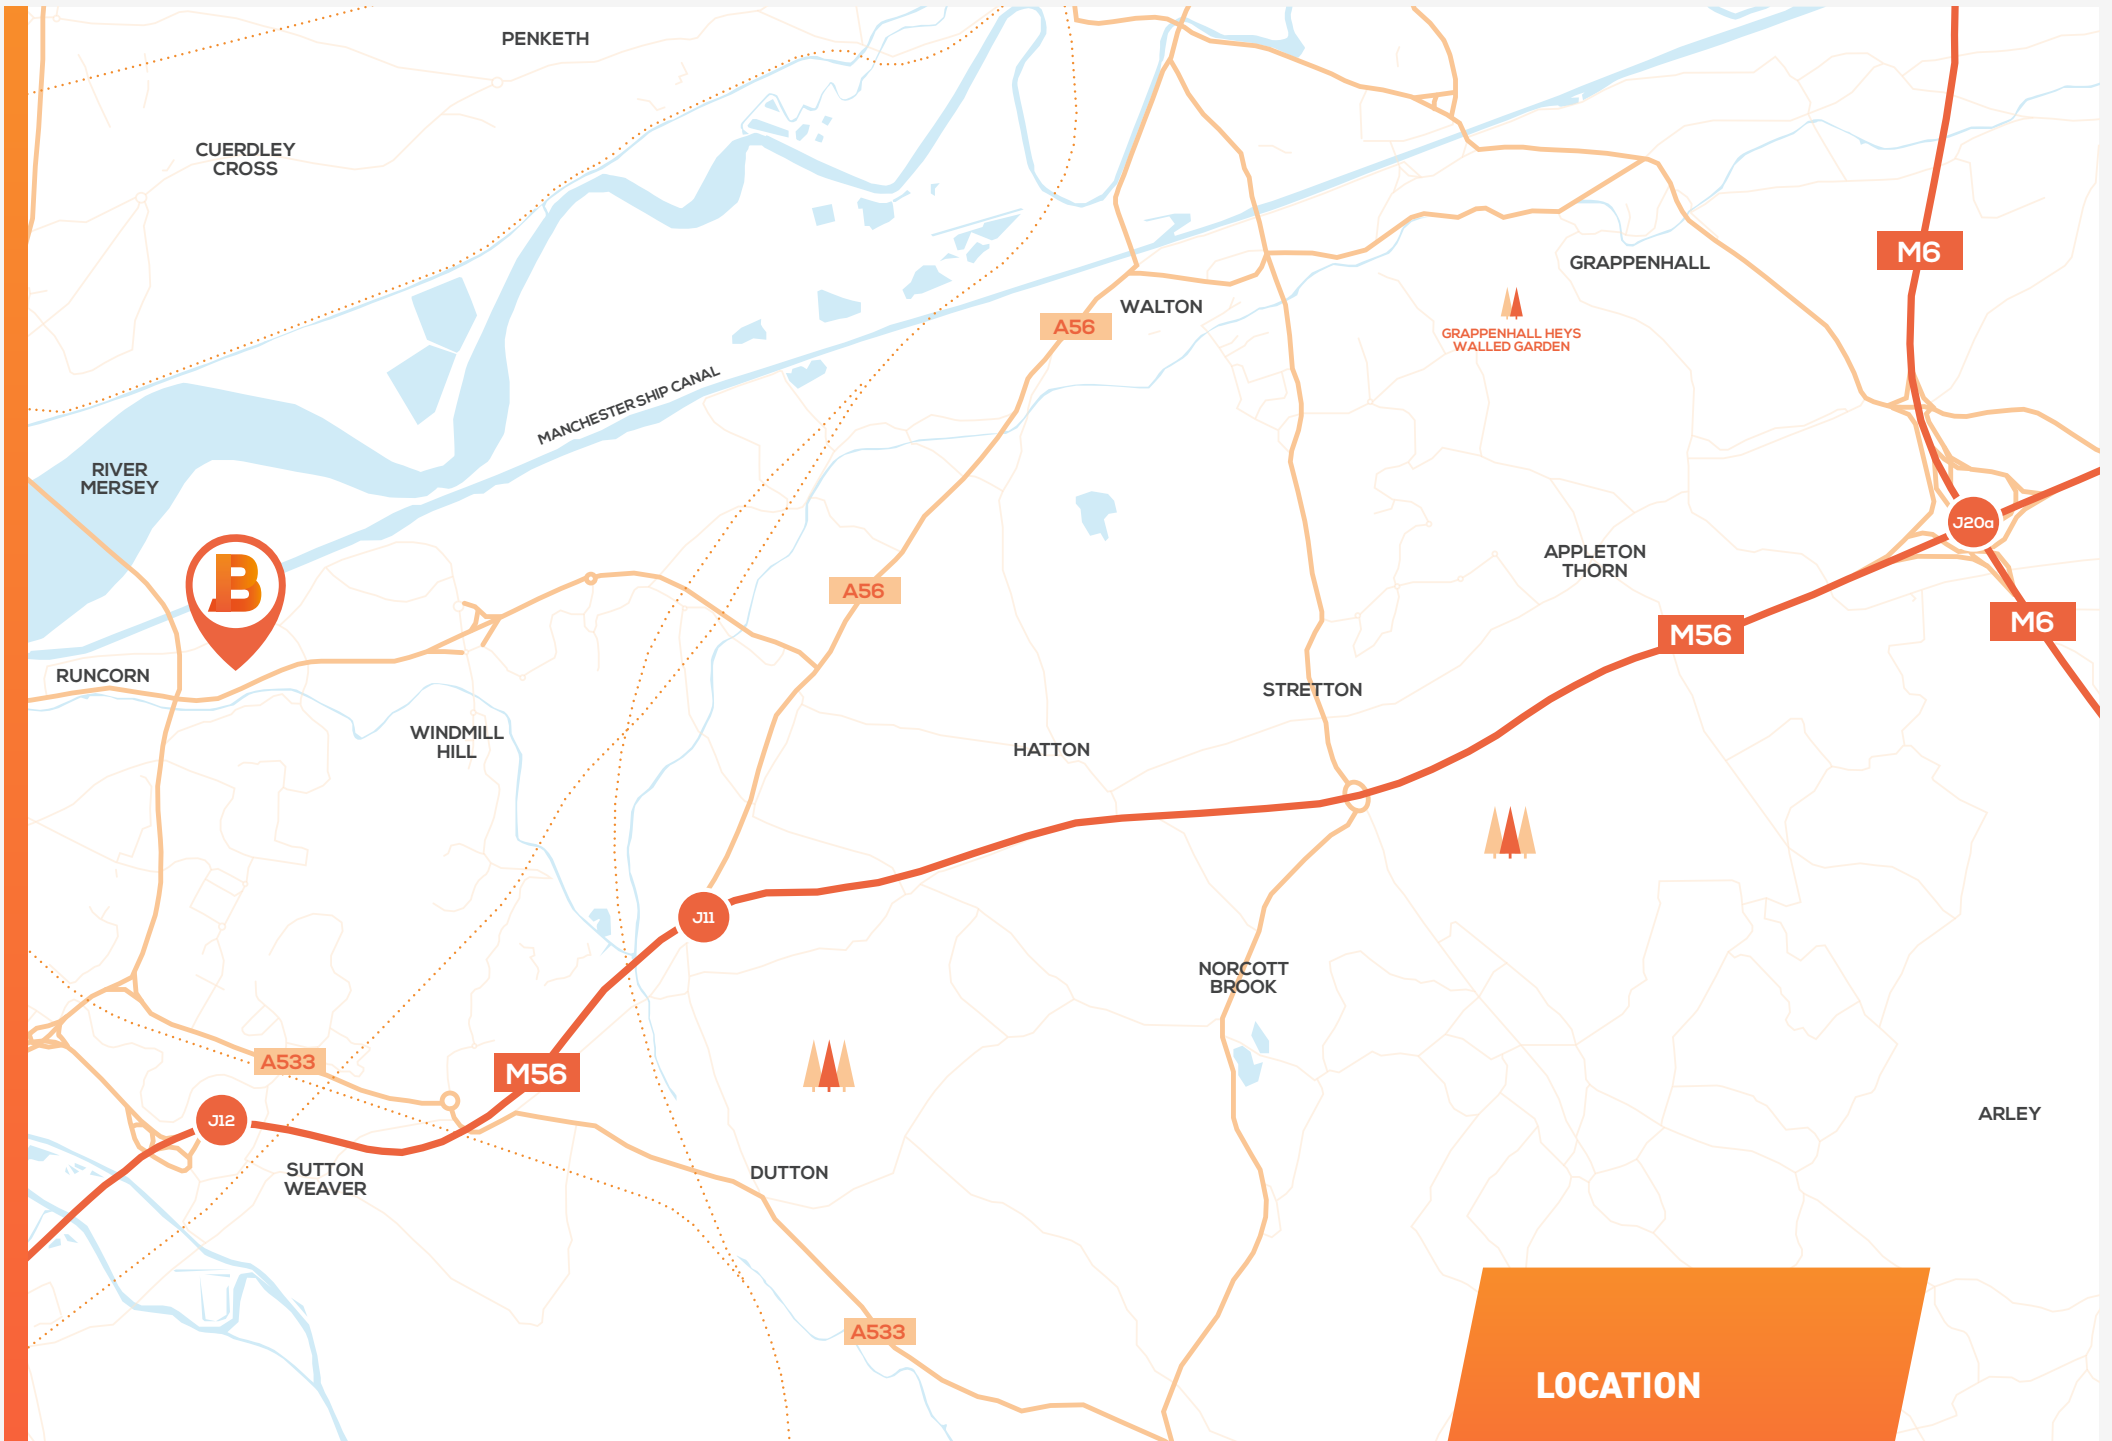 PENKETH
CUERDLEY
CROSS
M6
GRAPPENHALL
WALTON
A56
GRAPPENHALL HEYS
WALLED GARDEN
MANCHESTER SHIP CANAL
RIVER
MERSEY
J20a
B
APPLETON
THORN
A56
M6
M56
RUNCORN
STRETTON
WINDMILL
HILL
HATTON
J11
NORCOTT
BROOK
A533
M56
J12
ARLEY
SUTTON
WEAVER
DUTTON
A533
LOCATION